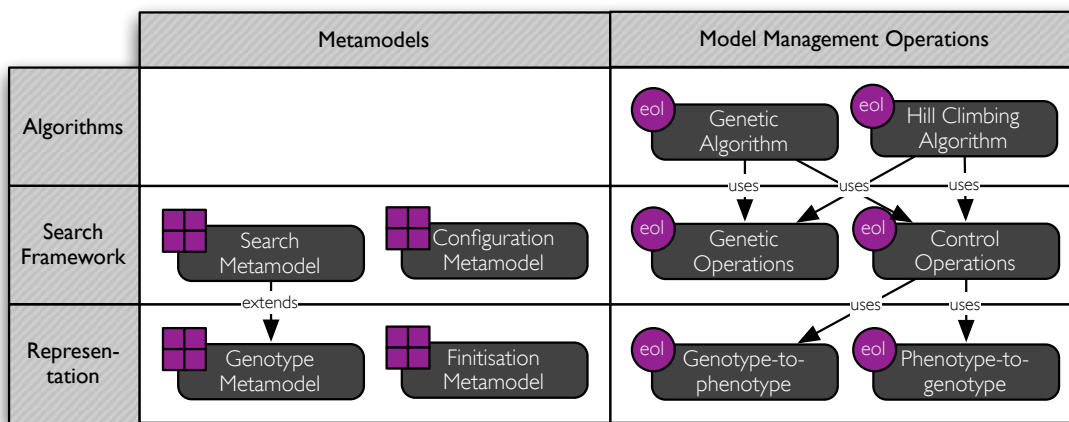 Metamodels
Model Management Operations
Algorithms
eol
Genetic
Algorithm
eol
Hill Climbing
Algorithm
uses
uses
uses
Search
Framework
Search
Metamodel
Configuration
Metamodel
eol
Genetic
Operations
eol
Control
Operations
extends
uses
uses
Represen-
tation
Genotype
Metamodel
Finitisation
Metamodel
eol
Genotype-to-
phenotype
eol
Phenotype-to-
genotype